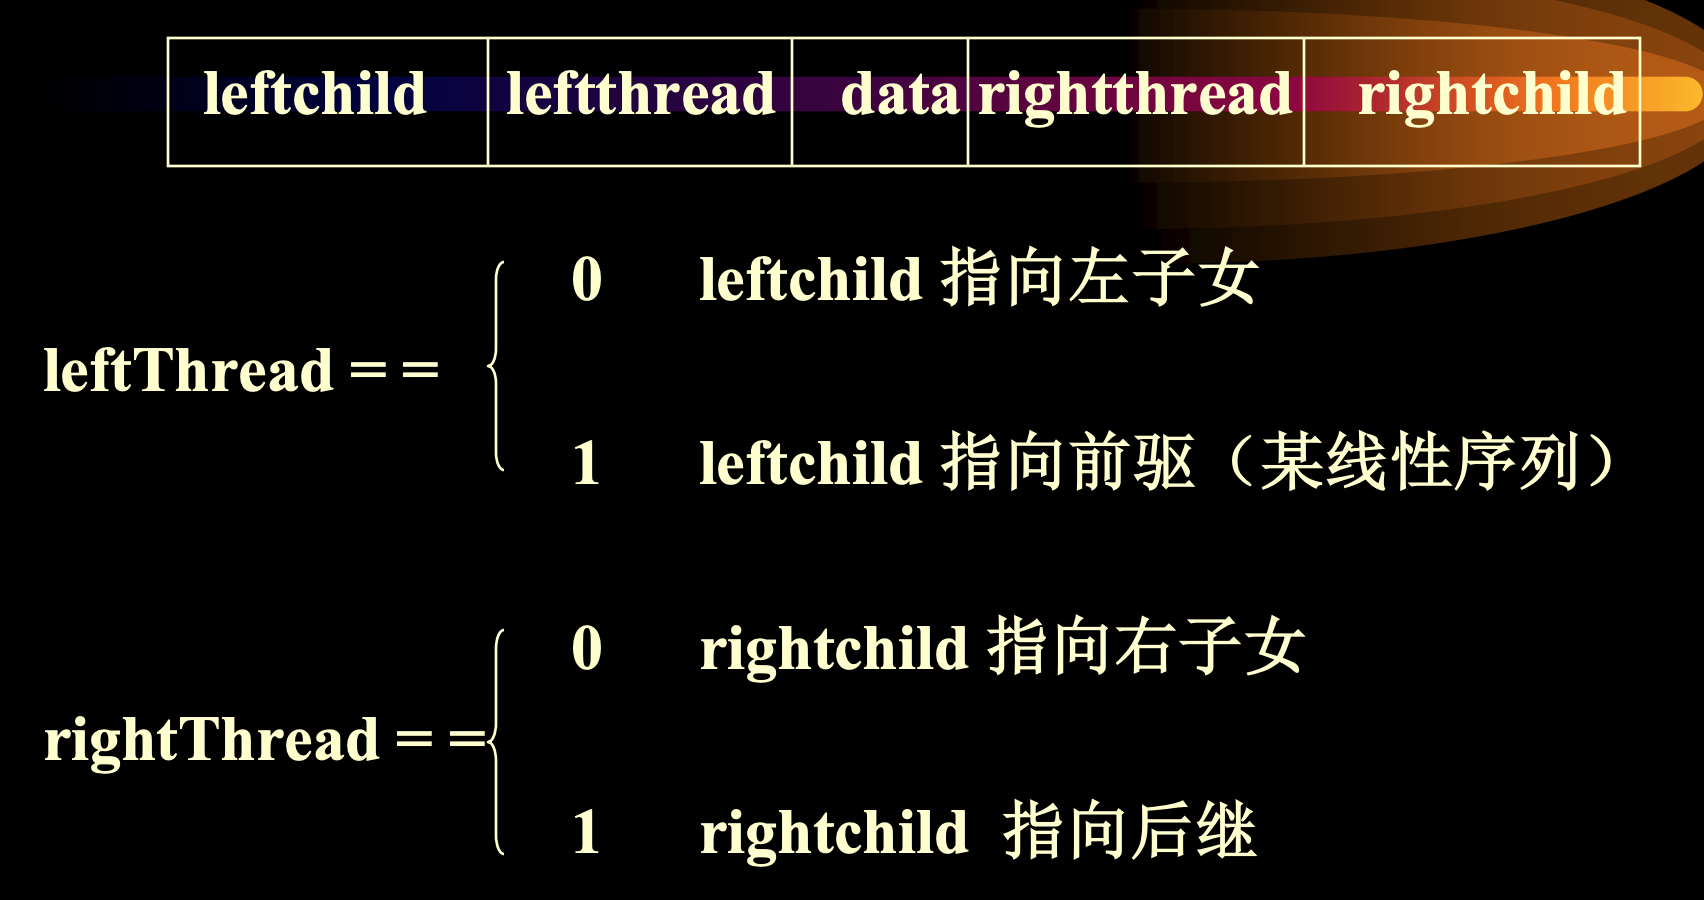 leftchild leftthread data rightthread rightchild
0 leftchild 指向左子女
leftThread = =
1 leftchild 指向前驱（某线性序列）
0 rightchild 指向右子女
rightThread = =
1 rightchild 指向后继